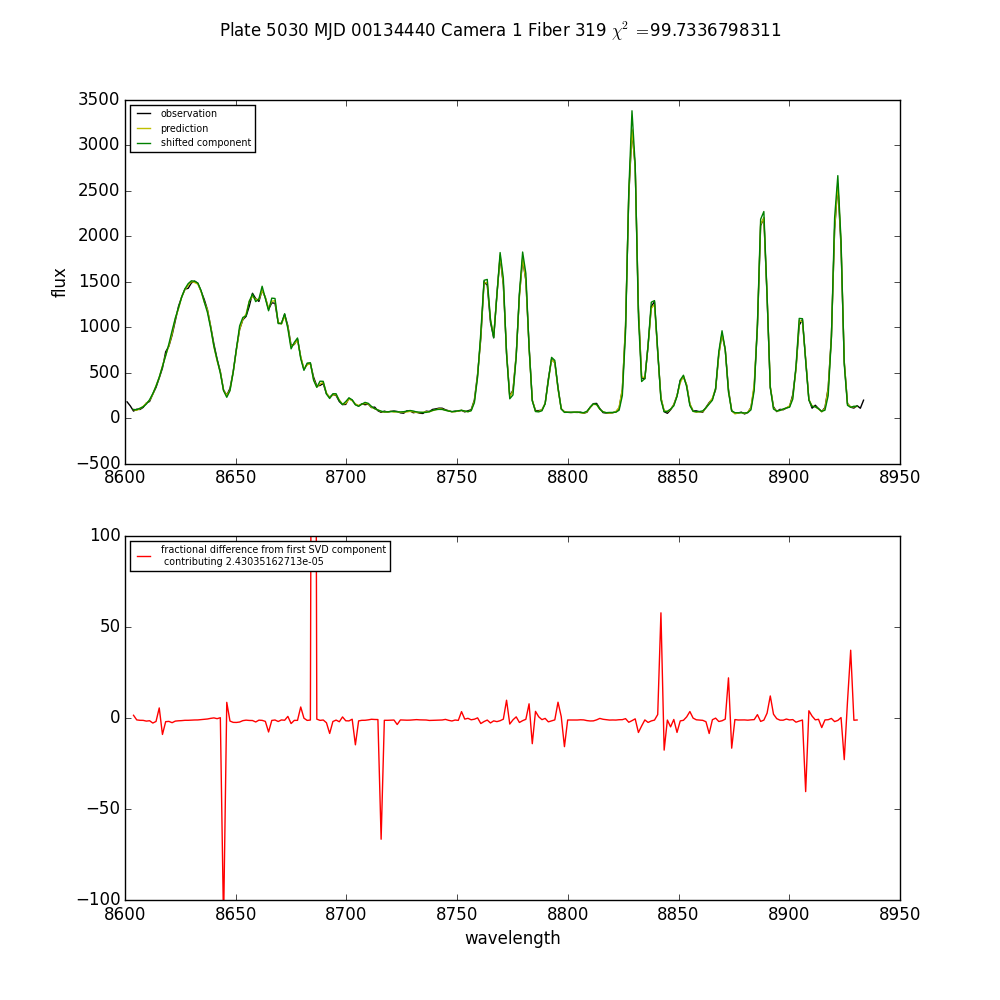 Plate 5030 MJD 00134440 Camera 1 Fiber 319 χ² =99.7336798311
3500
3000
2500
2000
1500
1000
500
0
−500
flux
observation
prediction
shifted component
8600 8650 8700 8750 8800 8850 8900 8950
100
50
0
−50
−100
fractional difference from first SVD component
contributing 2.43035162713e-05
8600 8650 8700 8750 8800 8850 8900 8950
wavelength